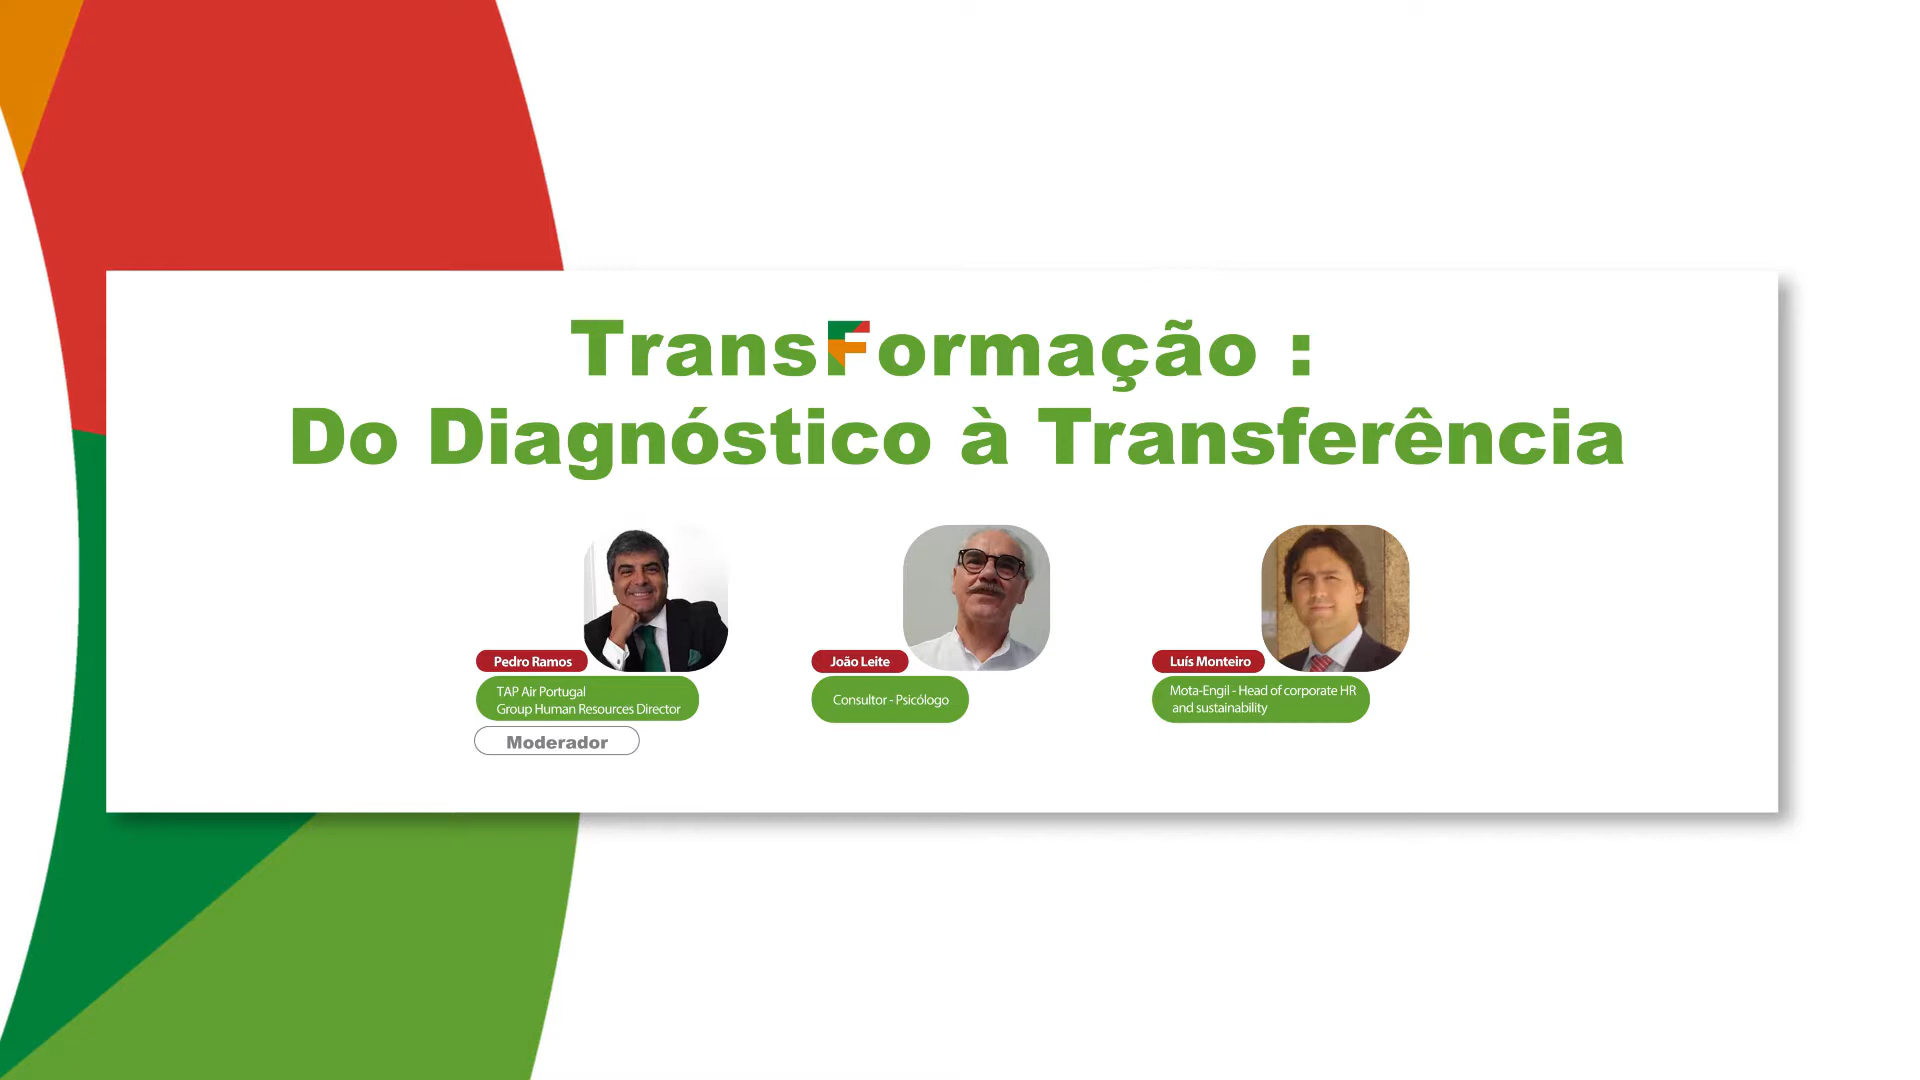 TransFormação :
Do Diagnóstico à Transferência
Pedro Ramos
TAP Air Portugal
Group Human Resources Director
Moderador
João Leite
Consultor - Psicólogo
Luís Monteiro
Mota-Engil - Head of corporate HR
and sustainability